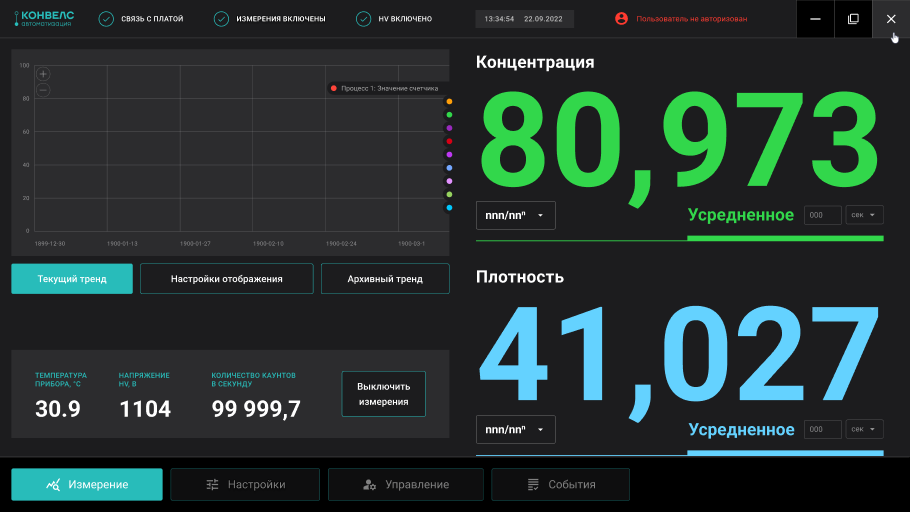 КОНВЕЛС
АВТОМАТИЗАЦИЯ
СВЯЗЬ С ПЛАТОЙ
ИЗМЕРЕНИЯ ВКЛЮЧЕНЫ
HV ВКЛЮЧЕНО
13:34:54 22.09.2022
Пользователь не авторизован
100
80
60
40
20
0
Процесс 1: Значение счетчика
1899-12-30 1900-01-13 1900-01-27 1900-02-10 1900-02-24 1900-03-1
Текущий тренд
Настройки отображения
Архивный тренд
ТЕМПЕРАТУРА
ПРИБОРА, °С
30.9
НАПРЯЖЕНИЕ
HV, В
1104
КОЛИЧЕСТВО КАУНТОВ
В СЕКУНДУ
99 999,7
Выключить
измерения
Концентрация
80,973
nnn/nnⁿ
Усредненное
000
сек
Плотность
41,027
nnn/nnⁿ
Усредненное
000
сек
Измерение
Настройки
Управление
События